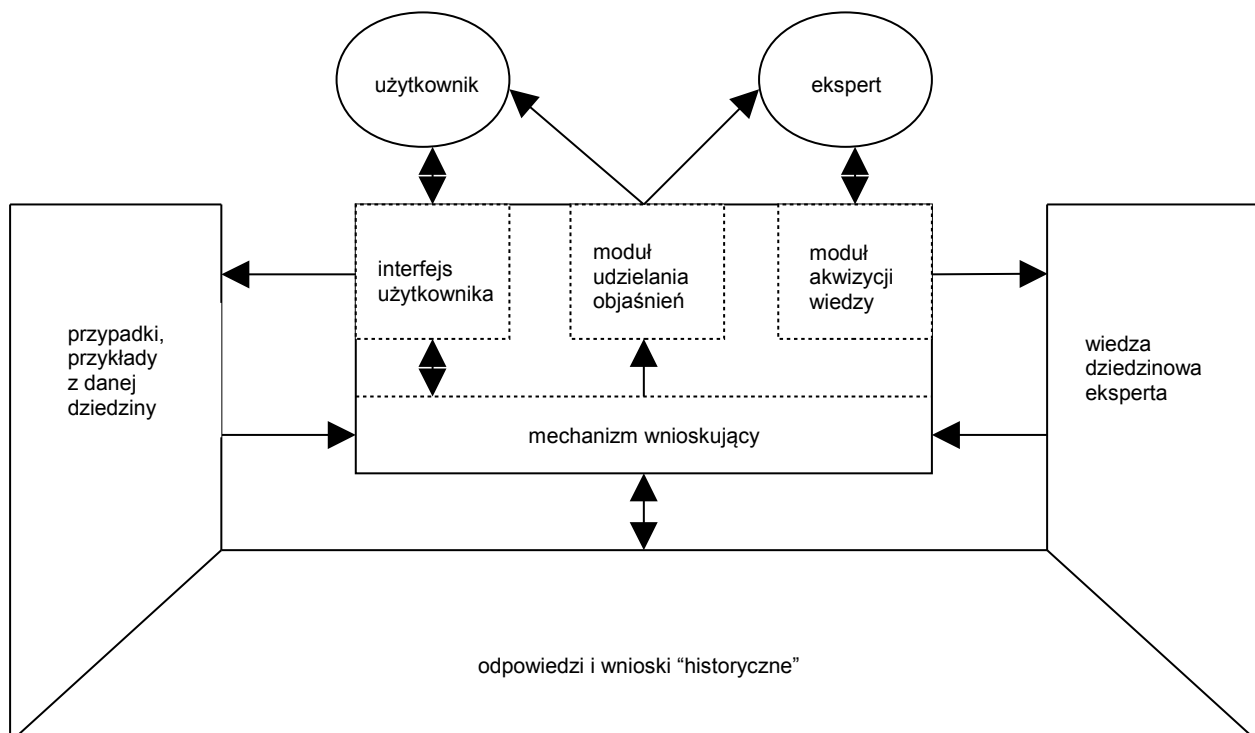 użytkownik
ekspert
interfejs
użytkownika
moduł
udzielania
objaśnień
moduł
akwizycji
wiedzy
przypadki,
przykłady
z danej
dziedziny
wiedza
dziedzinowa
eksperta
mechanizm wnioskujący
odpowiedzi i wnioski “historyczne”